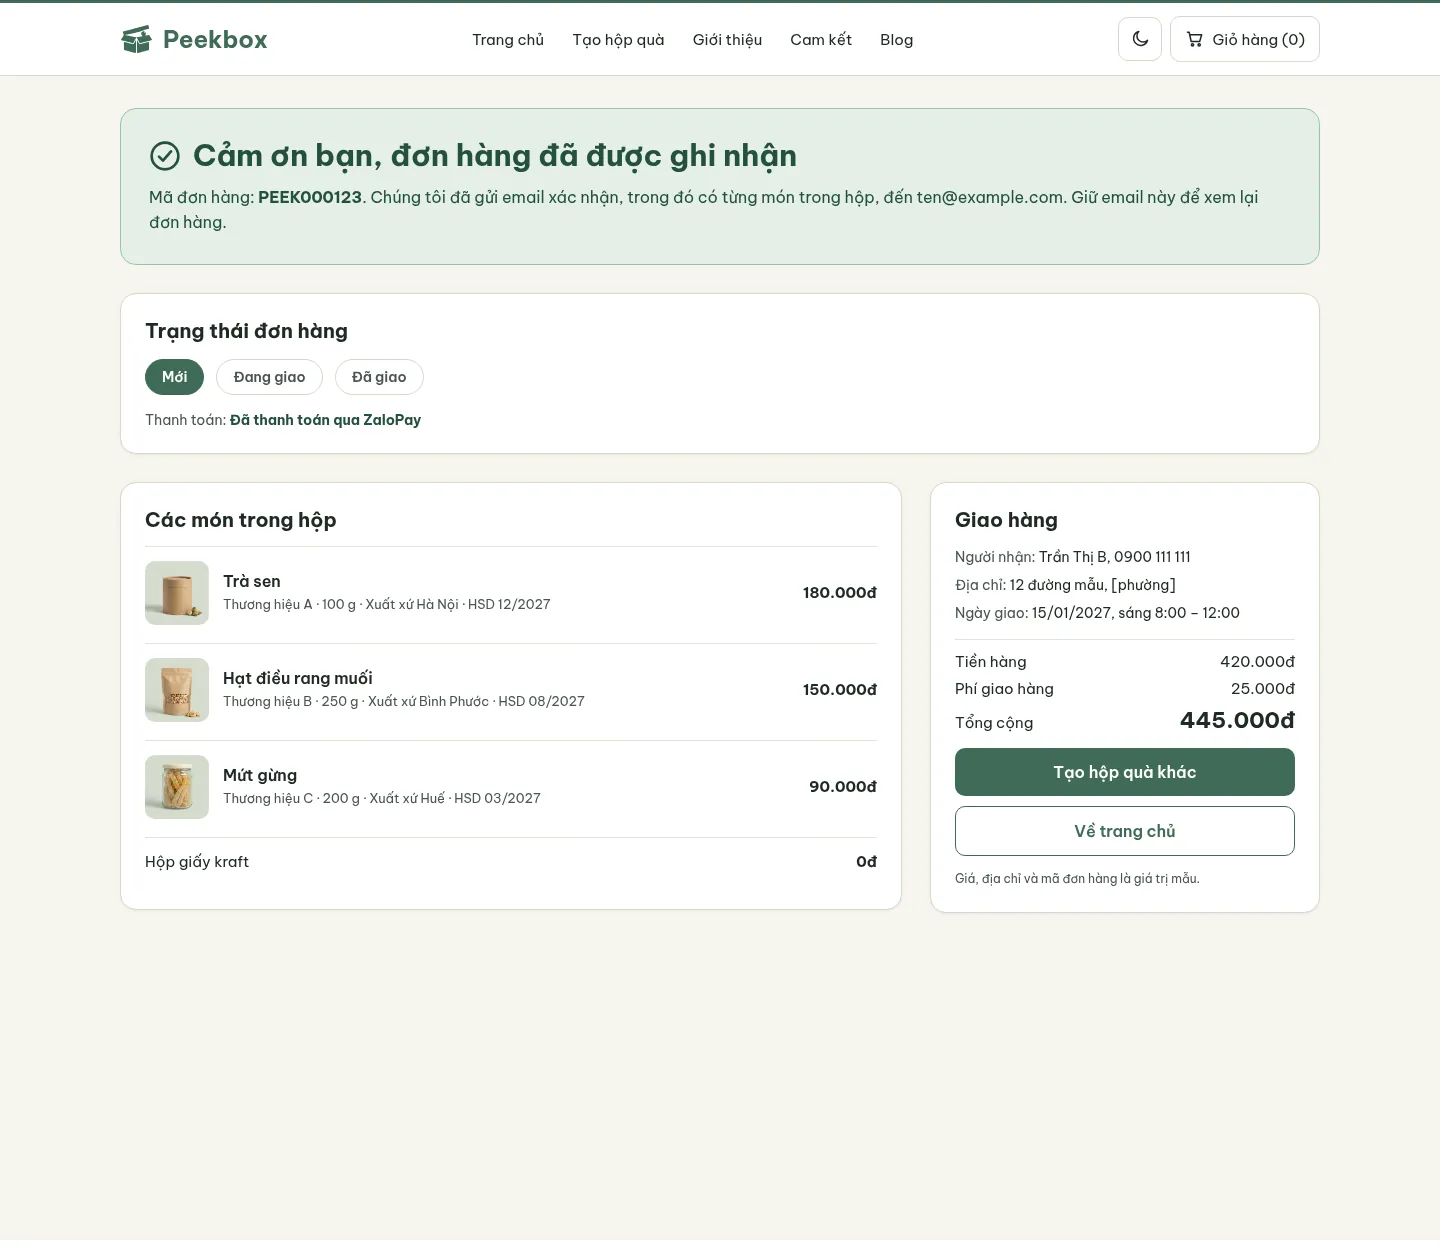 Peekbox
Trang chủ
Tạo hộp quà
Giới thiệu
Cam kết
Blog
Giỏ hàng (0)
Cảm ơn bạn, đơn hàng đã được ghi nhận
Mã đơn hàng: PEEK000123. Chúng tôi đã gửi email xác nhận, trong đó có từng món trong hộp, đến ten@example.com. Giữ email này để xem lại
đơn hàng.
Trạng thái đơn hàng
Mới
Đang giao
Đã giao
Thanh toán: Đã thanh toán qua ZaloPay
Các món trong hộp
Trà sen
Thương hiệu A · 100 g · Xuất xứ Hà Nội · HSD 12/2027
180.000đ
Hạt điều rang muối
Thương hiệu B · 250 g · Xuất xứ Bình Phước · HSD 08/2027
150.000đ
Mứt gừng
Thương hiệu C · 200 g · Xuất xứ Huế · HSD 03/2027
90.000đ
Hộp giấy kraft
0đ
Giao hàng
Người nhận: Trần Thị B, 0900 111 111
Địa chỉ: 12 đường mẫu, [phường]
Ngày giao: 15/01/2027, sáng 8:00 – 12:00
Tiền hàng
420.000đ
Phí giao hàng
25.000đ
Tổng cộng
445.000đ
Tạo hộp quà khác
Về trang chủ
Giá, địa chỉ và mã đơn hàng là giá trị mẫu.